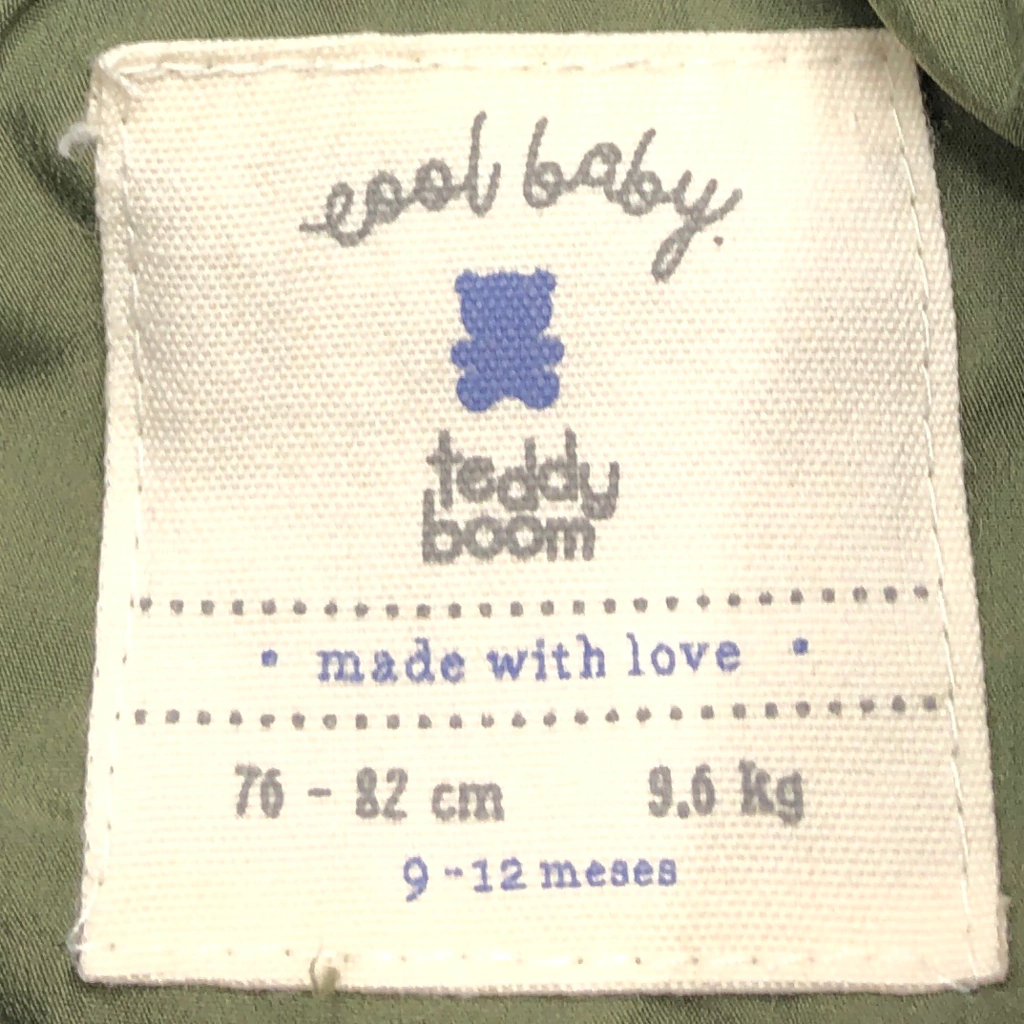 cool baby
teddy
boom
• made with love •
76 - 82 cm 9.6 kg
9 - 12 meses